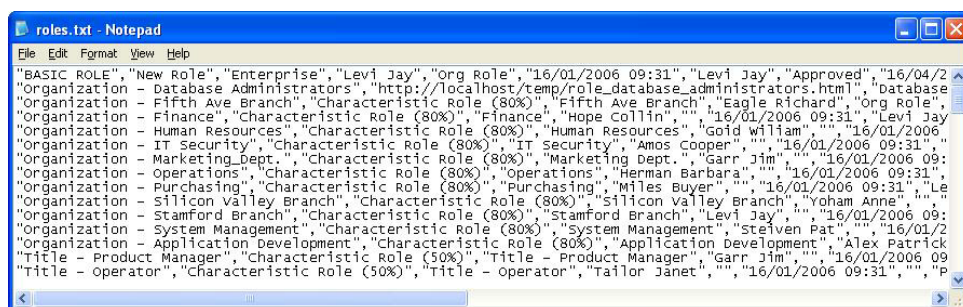 roles.txt - Notepad
File Edit Format View Help
"BASIC ROLE","New Role","Enterprise","Levi Jay","Org Role","16/01/2006 09:31","Levi Jay","Approved","16/04/2
"Organization - Database Administrators","http://localhost/temp/role_database_administrators.html","Database
"Organization - Fifth Ave Branch","Characteristic Role (80%)","Fifth Ave Branch","Eagle Richard","Org Role",
"Organization - Finance","Characteristic Role (80%)","Finance","Hope Collin","","16/01/2006 09:31","Levi Jay
"Organization - Human Resources","Characteristic Role (80%)","Human Resources","Goid Wiliam","","16/01/2006
"Organization - IT Security","Characteristic Role (80%)","IT Security","Amos Cooper","","16/01/2006 09:31","
"Organization - Marketing_Dept.","Characteristic Role (80%)","Marketing Dept.","Garr Jim","","16/01/2006 09:
"Organization - Operations","Characteristic Role (80%)","Operations","Herman Barbara","","16/01/2006 09:31",
"Organization - Purchasing","Characteristic Role (80%)","Purchasing","Miles Buyer","","16/01/2006 09:31","Le
"Organization - Silicon Valley Branch","Characteristic Role (80%)","Silicon Valley Branch","Yoham Anne","","
"Organization - Stamford Branch","Characteristic Role (80%)","Stamford Branch","Levi Jay","","16/01/2006 09:
"Organization - System Management","Characteristic Role (80%)","System Management","Steiven Pat","","16/01/2
"Organization - Application Development","Characteristic Role (80%)","Application Development","Alex Patrick
"Title - Product Manager","Characteristic Role (50%)","Title - Product Manager","Garr Jim","","16/01/2006 09
"Title - Operator","Characteristic Role (50%)","Title - Operator","Tailor Janet","","16/01/2006 09:31","","P